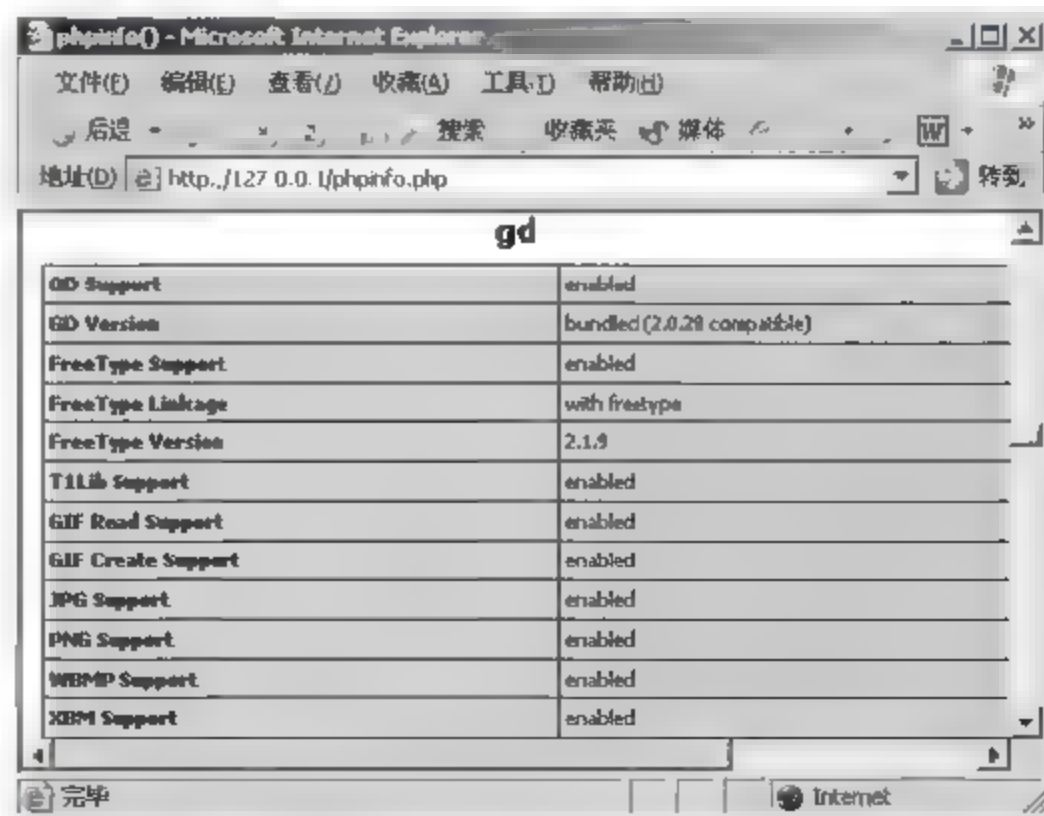 phpinfo() - Microsoft Internet Explorer
文件(F) 编辑(E) 查看(V) 收藏(A) 工具(T) 帮助(H)
后退 搜索 收藏夹 媒体
地址(D) http://127.0.0.1/phpinfo.php 转到
gd
GD Support enabled
GD Version bundled (2.0.28 compatible)
FreeType Support enabled
FreeType Linkage with freetype
FreeType Version 2.1.9
T1Lib Support enabled
GIF Read Support enabled
GIF Create Support enabled
JPG Support enabled
PNG Support enabled
WBMP Support enabled
XBM Support enabled
完毕 Internet